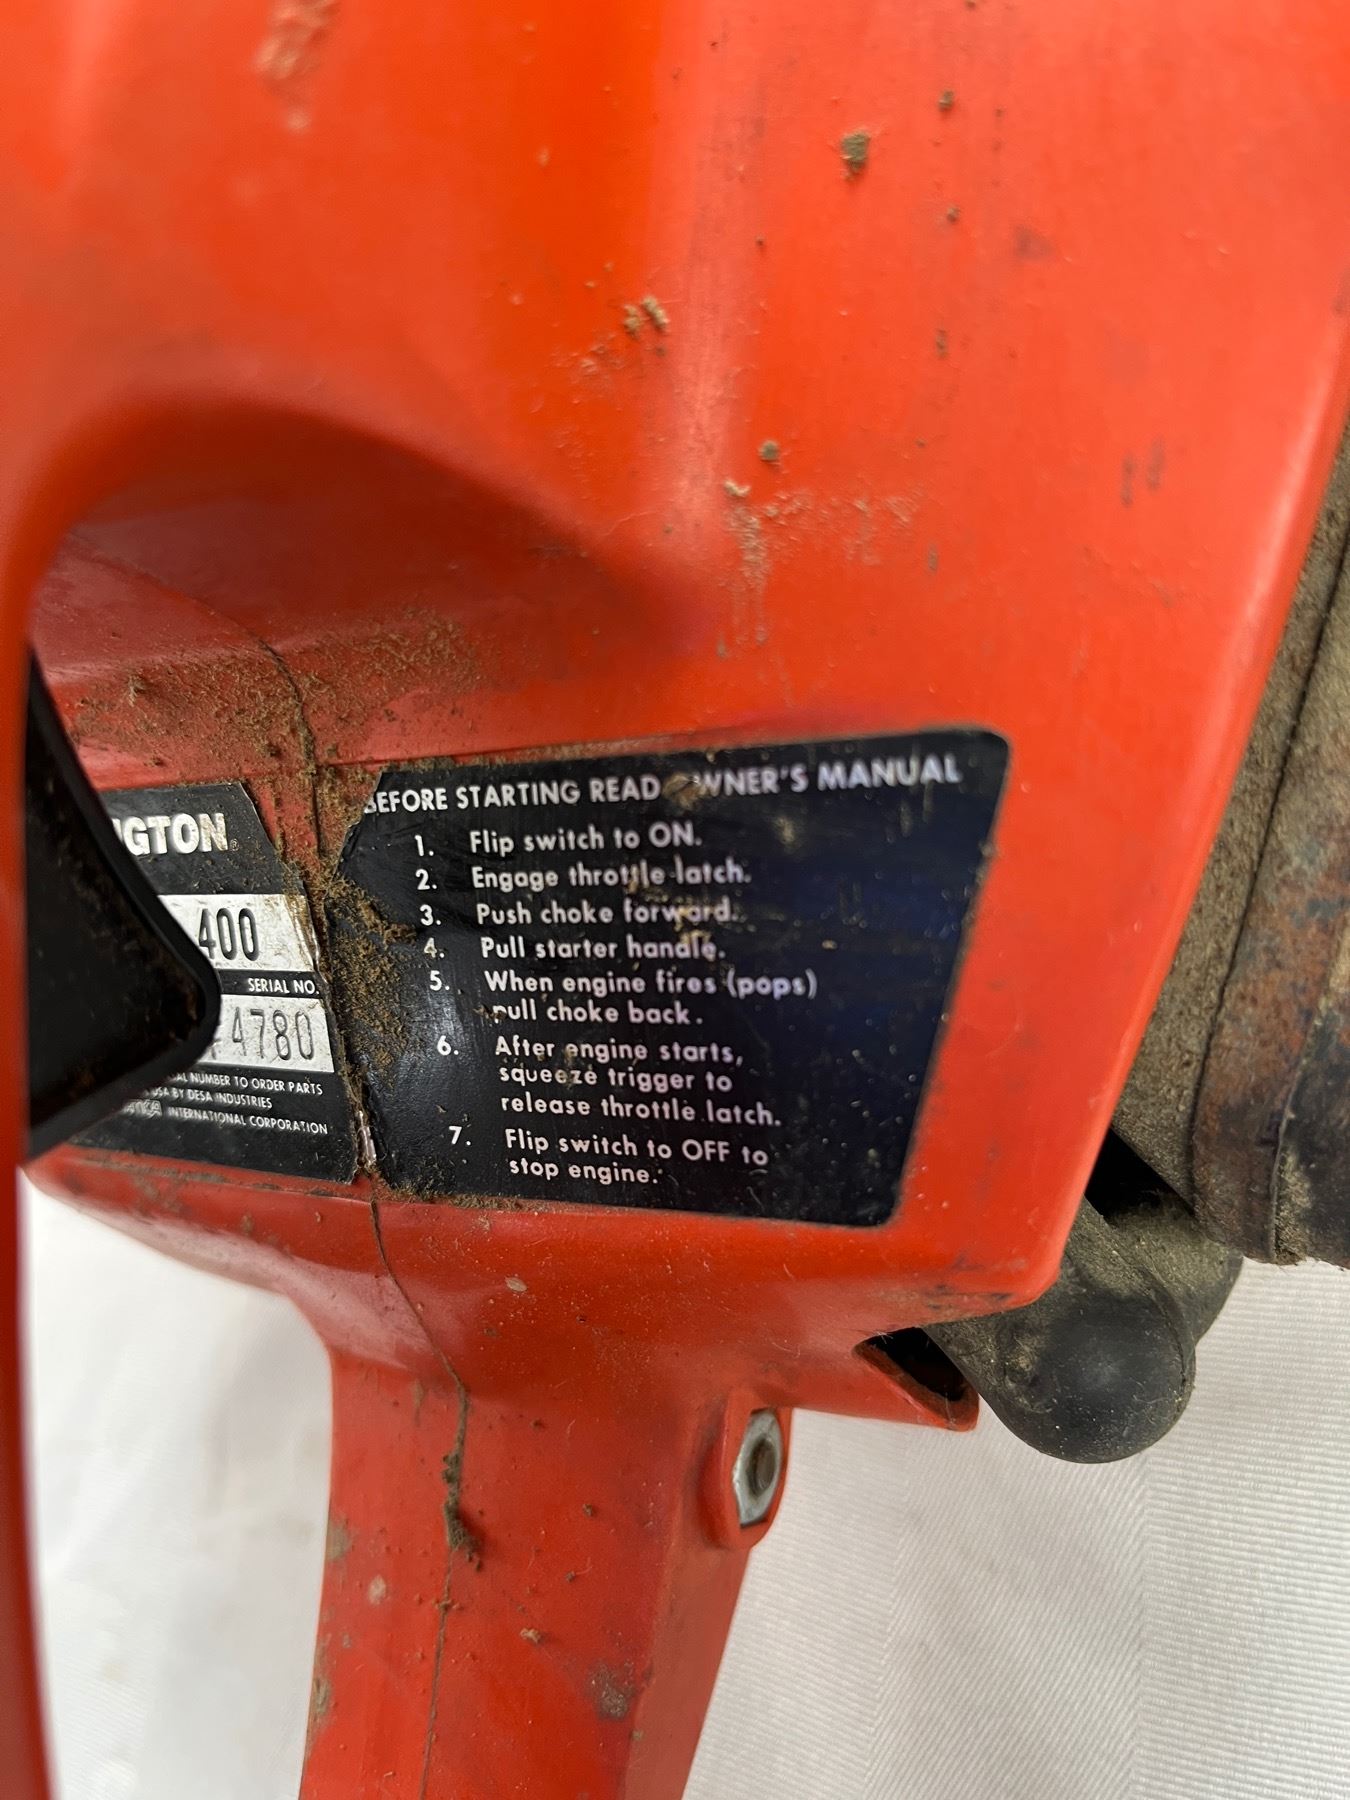 NGTON
400
SERIAL NO.
4780
NUMBER TO ORDER PARTS
USA BY DESA INDUSTRIES
INTERNATIONAL CORPORATION
BEFORE STARTING READ OWNER'S MANUAL
1. Flip switch to ON.
2. Engage throttle latch.
3. Push choke forward.
4. Pull starter handle.
5. When engine fires (pops)
pull choke back.
6. After engine starts,
squeeze trigger to
release throttle latch.
7. Flip switch to OFF to
stop engine.